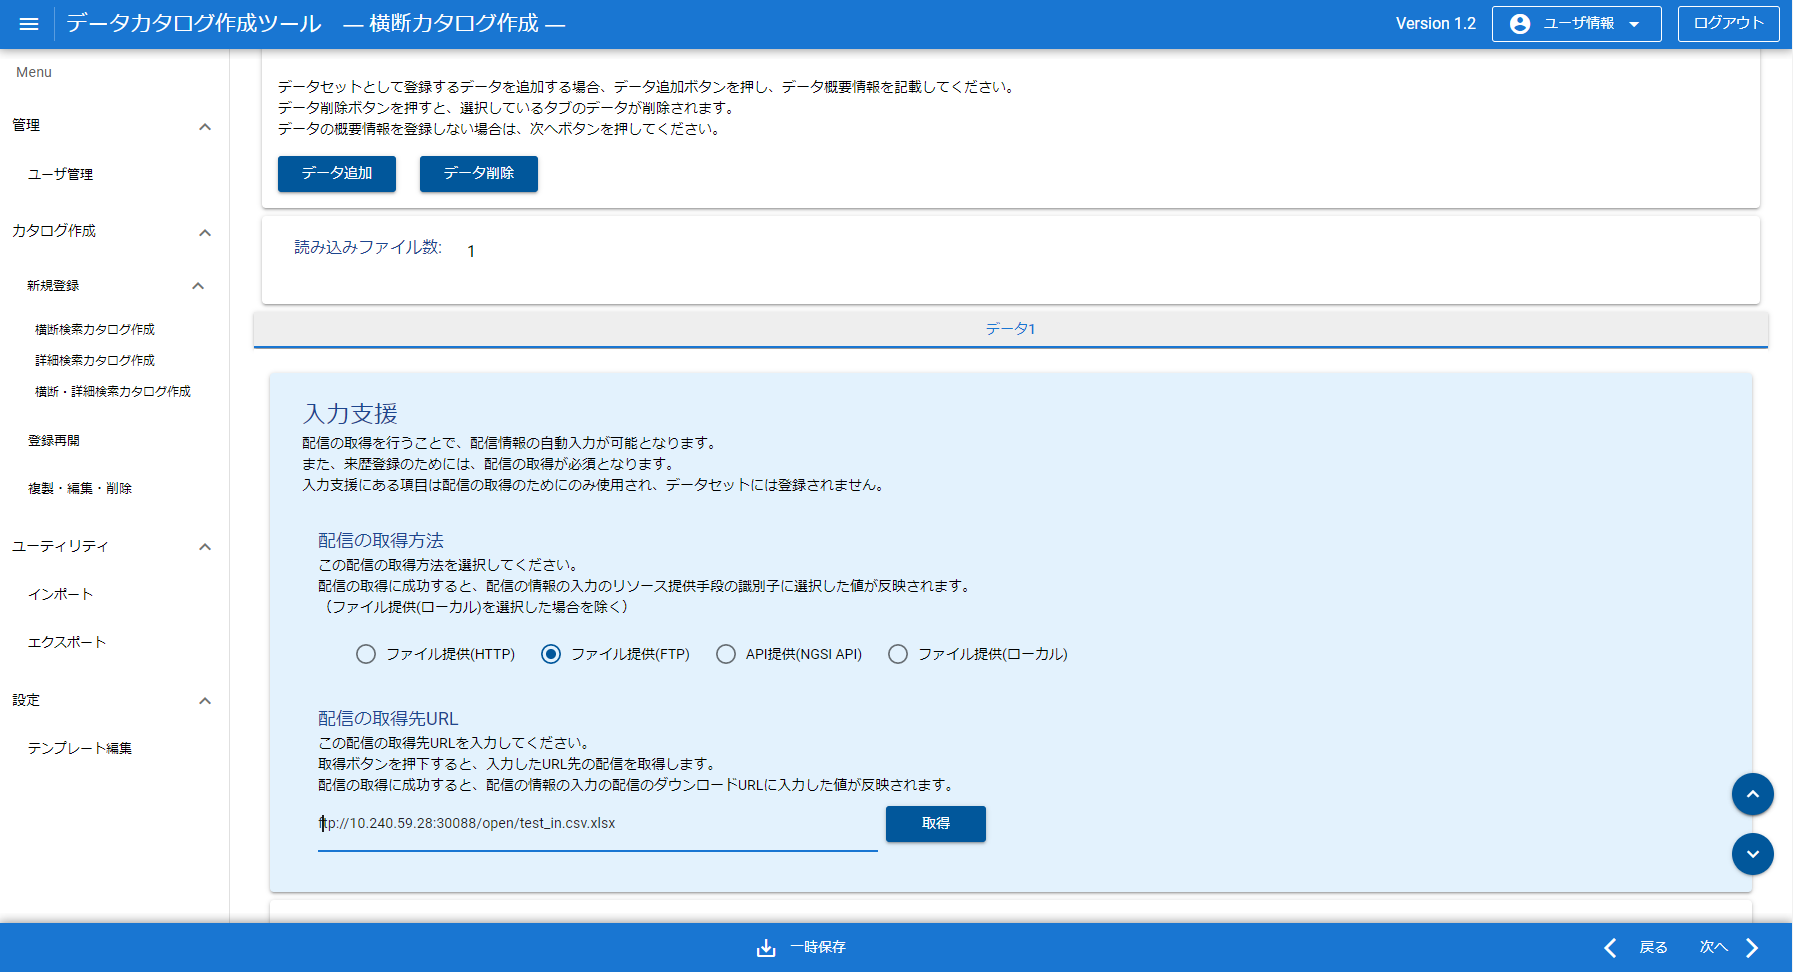 データカタログ作成ツール ― 横断カタログ作成 ―
Version 1.2
ユーザ情報
ログアウト
Menu
管理
ユーザ管理
カタログ作成
新規登録
横断検索カタログ作成
詳細検索カタログ作成
横断・詳細検索カタログ作成
登録再開
複製・編集・削除
ユーティリティ
インポート
エクスポート
設定
テンプレート編集
データセットとして登録するデータを追加する場合、データ追加ボタンを押し、データ概要情報を記載してください。
データ削除ボタンを押すと、選択しているタブのデータが削除されます。
データの概要情報を登録しない場合は、次へボタンを押してください。
データ追加
データ削除
読み込みファイル数: 1
データ1
入力支援
配信の取得を行うことで、配信情報の自動入力が可能となります。
また、来歴登録のためには、配信の取得が必須となります。
入力支援にある項目は配信の取得のためにのみ使用され、データセットには登録されません。
配信の取得方法
この配信の取得方法を選択してください。
配信の取得に成功すると、配信の情報の入力のリソース提供手段の識別子に選択した値が反映されます。
（ファイル提供(ローカル)を選択した場合を除く）
ファイル提供(HTTP)
ファイル提供(FTP)
API提供(NGSI API)
ファイル提供(ローカル)
配信の取得先URL
この配信の取得先URLを入力してください。
取得ボタンを押下すると、入力したURL先の配信を取得します。
配信の取得に成功すると、配信の情報の入力の配信のダウンロードURLに入力した値が反映されます。
ftp://10.240.59.28:30088/open/test_in.csv.xlsx
取得
一時保存
戻る
次へ